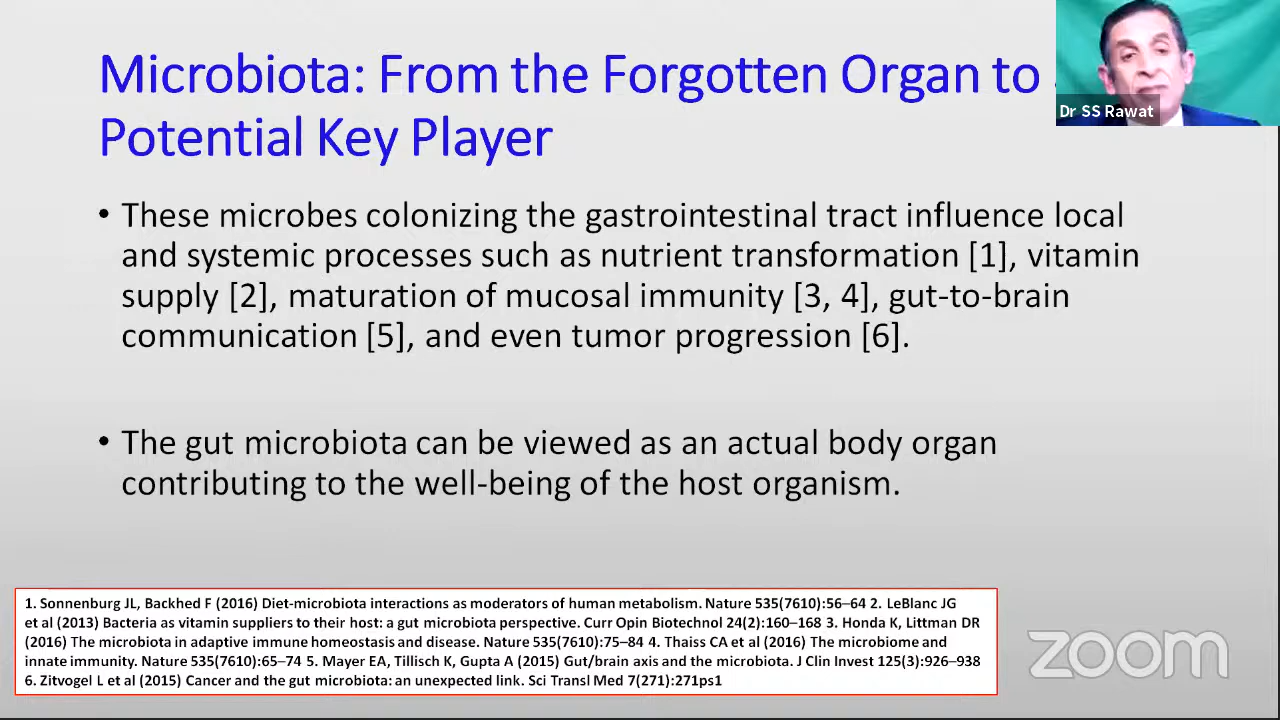 Microbiota: From the Forgotten Organ to
Potential Key Player
Dr SS Rawat
• These microbes colonizing the gastrointestinal tract influence local
and systemic processes such as nutrient transformation [1], vitamin
supply [2], maturation of mucosal immunity [3, 4], gut-to-brain
communication [5], and even tumor progression [6].
• The gut microbiota can be viewed as an actual body organ
contributing to the well-being of the host organism.
1. Sonnenburg JL, Backhed F (2016) Diet-microbiota interactions as moderators of human metabolism. Nature 535(7610):56–64 2. LeBlanc JG
et al (2013) Bacteria as vitamin suppliers to their host: a gut microbiota perspective. Curr Opin Biotechnol 24(2):160–168 3. Honda K, Littman DR
(2016) The microbiota in adaptive immune homeostasis and disease. Nature 535(7610):75–84 4. Thaiss CA et al (2016) The microbiome and
innate immunity. Nature 535(7610):65–74 5. Mayer EA, Tillisch K, Gupta A (2015) Gut/brain axis and the microbiota. J Clin Invest 125(3):926–938
6. Zitvogel L et al (2015) Cancer and the gut microbiota: an unexpected link. Sci Transl Med 7(271):271ps1
zoom